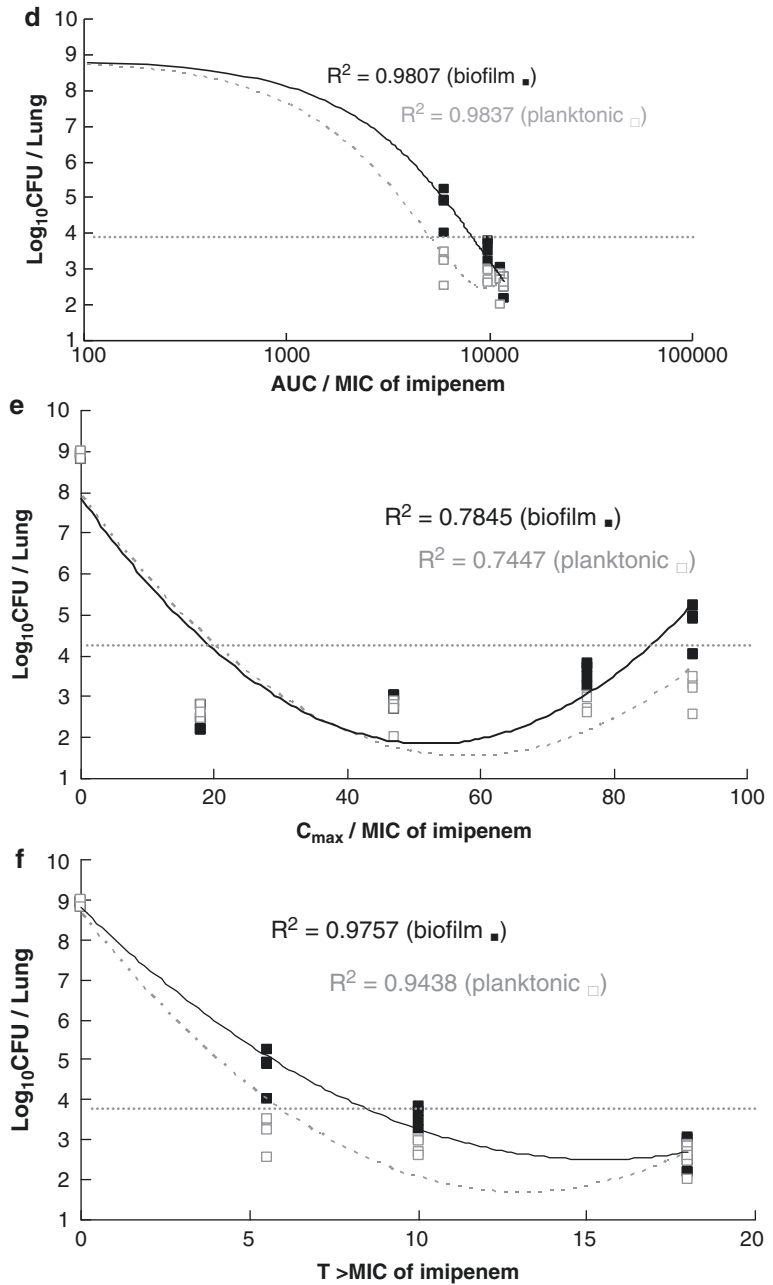 d
10
9
8
7
6
5
4
3
2
1
Log₁₀CFU / Lung
R² = 0.9807 (biofilm ■)
R² = 0.9837 (planktonic □)
100 1000 10000 100000
AUC / MIC of imipenem
e
10
9
8
7
6
5
4
3
2
1
Log₁₀CFU / Lung
R² = 0.7845 (biofilm ■)
R² = 0.7447 (planktonic □)
0 20 40 60 80 100
Cmax / MIC of imipenem
f
10
9
8
7
6
5
4
3
2
1
Log₁₀CFU / Lung
R² = 0.9757 (biofilm ■)
R² = 0.9438 (planktonic □)
0 5 10 15 20
T >MIC of imipenem